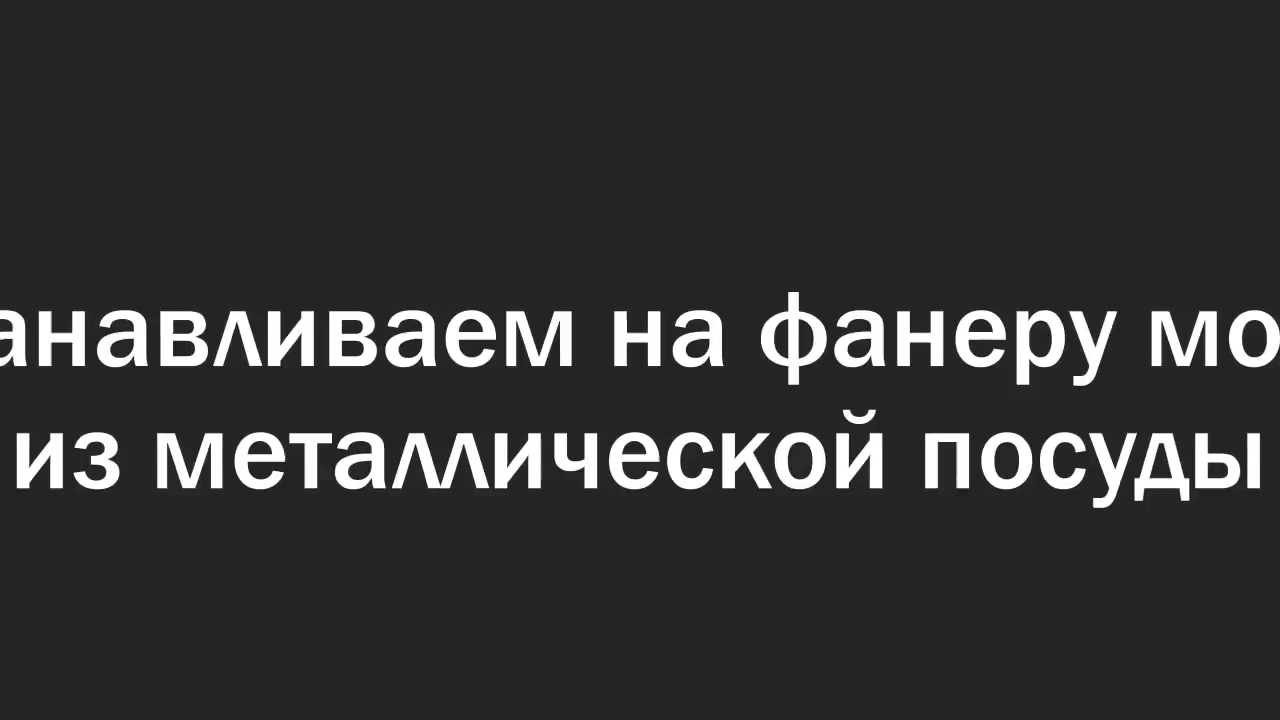 анавливаем на фанеру мо
из металлической посуды